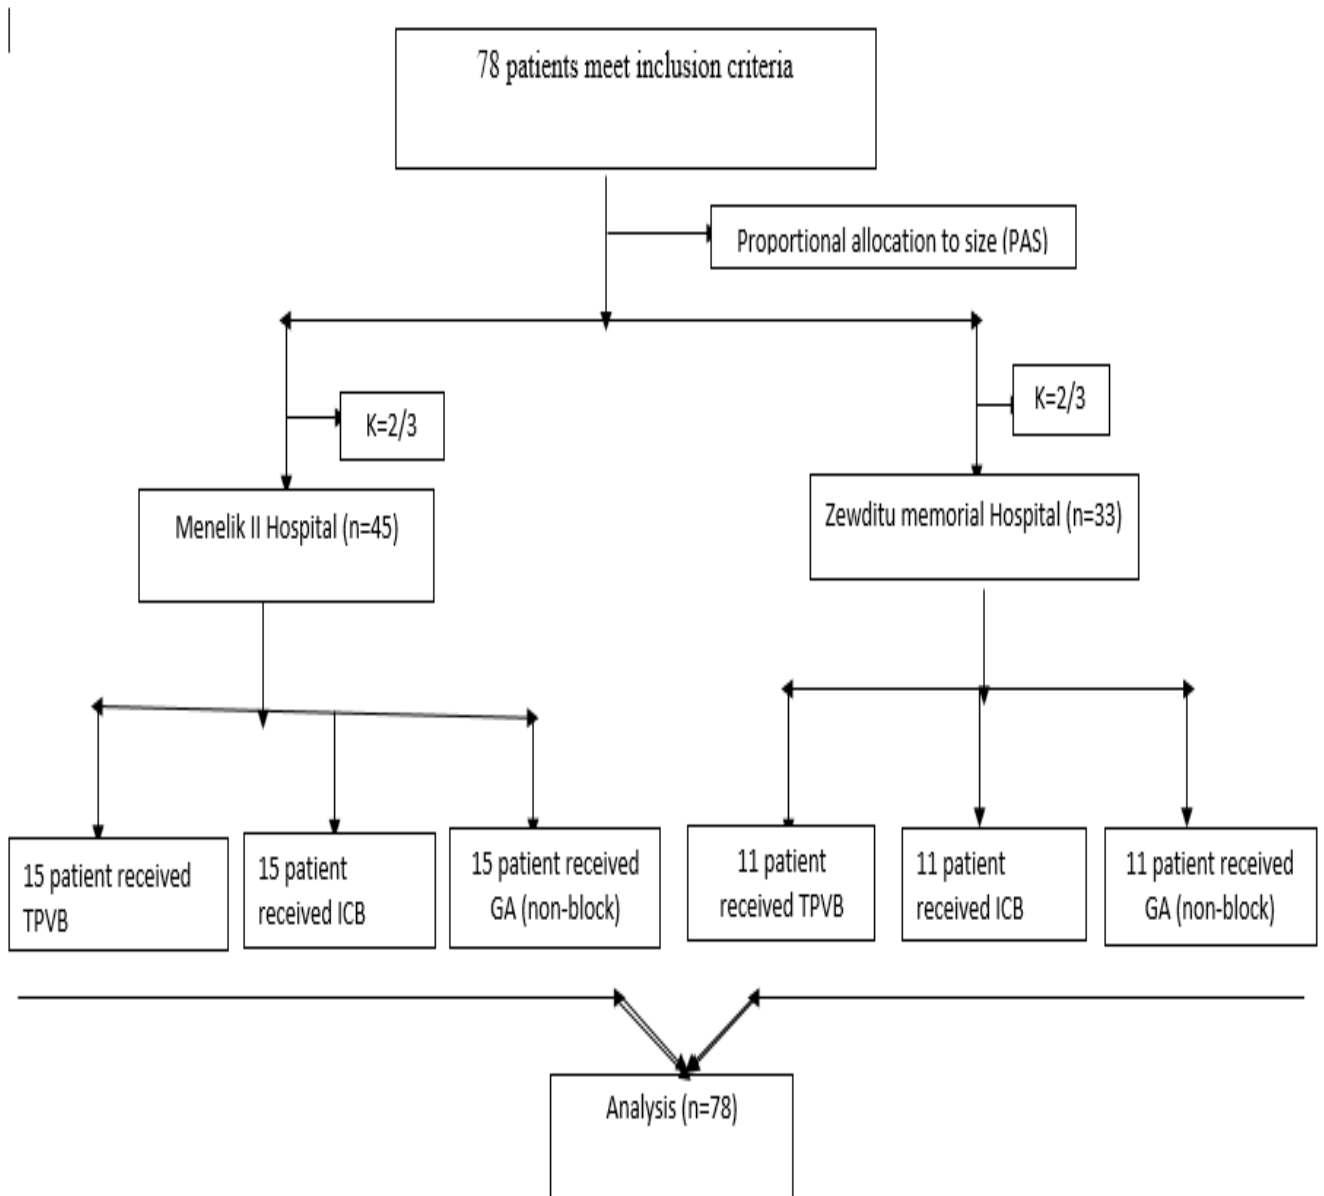 78 patients meet inclusion criteria
Proportional allocation to size (PAS)
K=2/3
K=2/3
Menelik II Hospital (n=45)
Zewditu memorial Hospital (n=33)
15 patient received
TPVB
15 patient
received ICB
15 patient received
GA (non-block)
11 patient
received TPVB
11 patient
received ICB
11 patient received
GA (non-block)
Analysis (n=78)